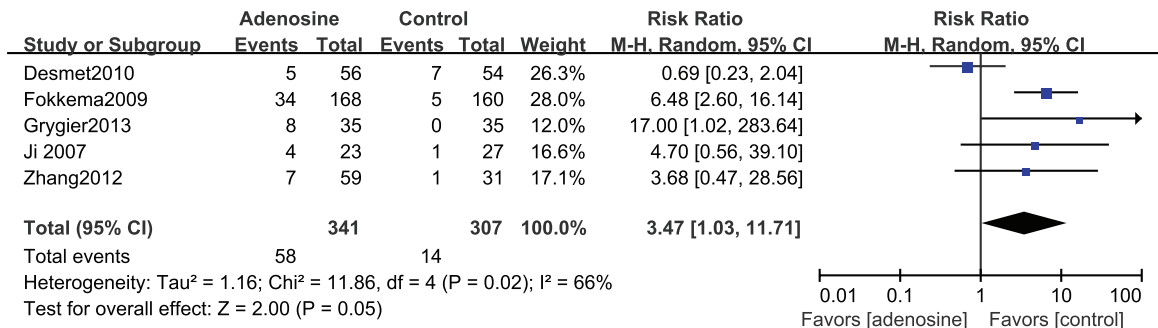 Adenosine Control Risk Ratio Risk Ratio
Study or Subgroup Events Total Events Total Weight M-H, Random, 95% CI M-H, Random, 95% CI
Desmet2010 5 56 7 54 26.3% 0.69 [0.23, 2.04]
Fokkema2009 34 168 5 160 28.0% 6.48 [2.60, 16.14]
Grygier2013 8 35 0 35 12.0% 17.00 [1.02, 283.64]
Ji 2007 4 23 1 27 16.6% 4.70 [0.56, 39.10]
Zhang2012 7 59 1 31 17.1% 3.68 [0.47, 28.56]
Total (95% CI) 341 307 100.0% 3.47 [1.03, 11.71]
Total events 58 14
Heterogeneity: Tau² = 1.16; Chi² = 11.86, df = 4 (P = 0.02); I² = 66%
Test for overall effect: Z = 2.00 (P = 0.05)
0.01 0.1 1 10 100
Favors [adenosine] Favors [control]